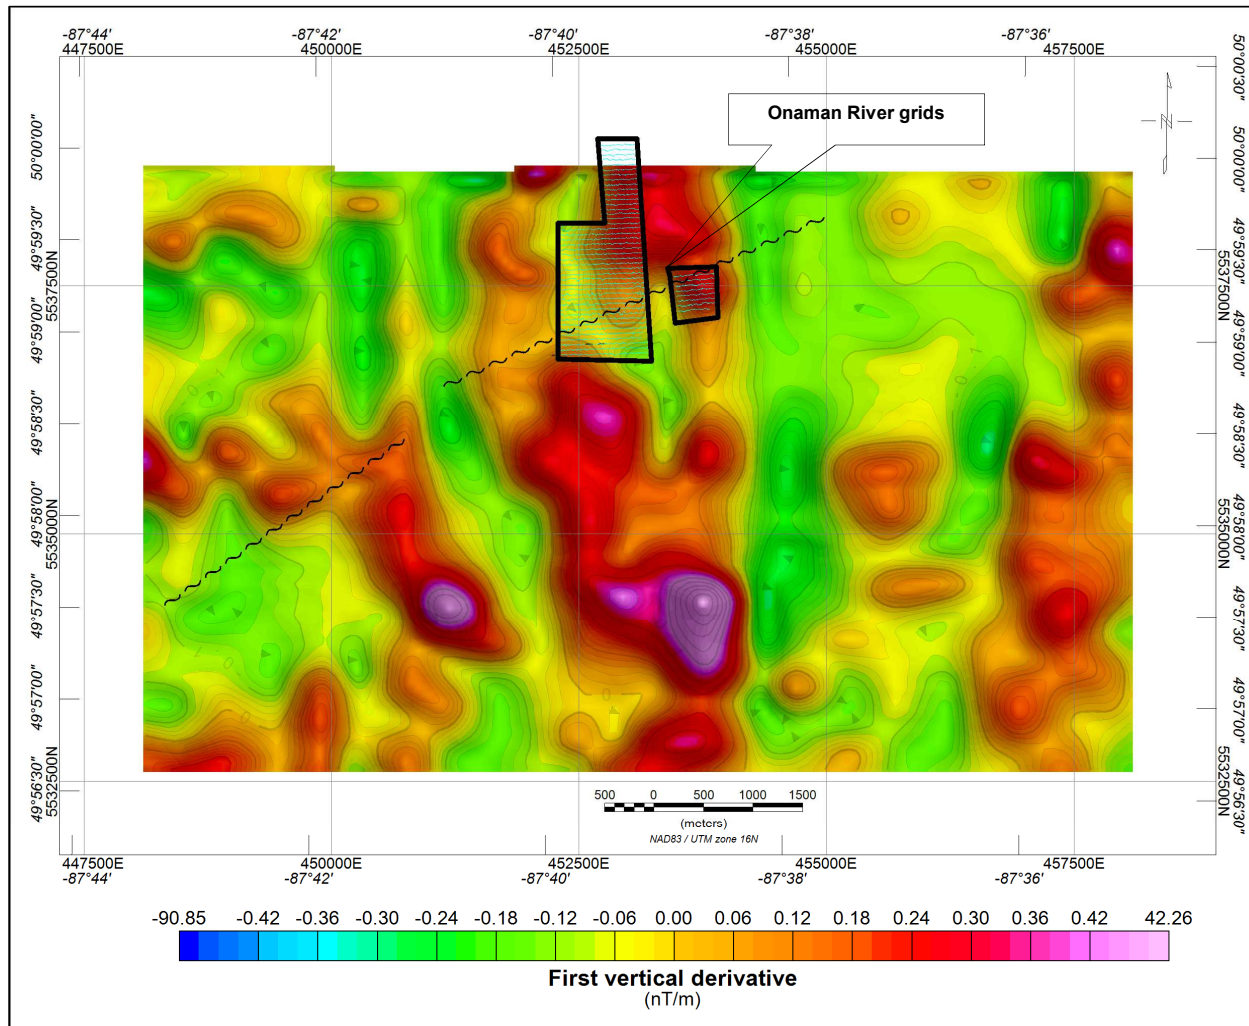 -87°44' -87°42' -87°40' -87°38' -87°36'
447500E 450000E 452500E 455000E 457500E
50°00'30"
50°00'00" 50°00'00"
Onaman River grids
N
49°59'30" 49°59'30"
5537500N 5537500N
49°59'00" 49°59'00"
49°58'30" 49°58'30"
49°58'00" 49°58'00"
5535000N 5535000N
49°57'30" 49°57'30"
49°57'00" 49°57'00"
5532500N 5532500N
49°56'30" 49°56'30"
500 0 500 1000 1500
(meters)
NAD83 / UTM zone 16N
447500E 450000E 452500E 455000E 457500E
-87°44' -87°42' -87°40' -87°38' -87°36'
-90.85 -0.42 -0.36 -0.30 -0.24 -0.18 -0.12 -0.06 0.00 0.06 0.12 0.18 0.24 0.30 0.36 0.42 42.26
First vertical derivative
(nT/m)